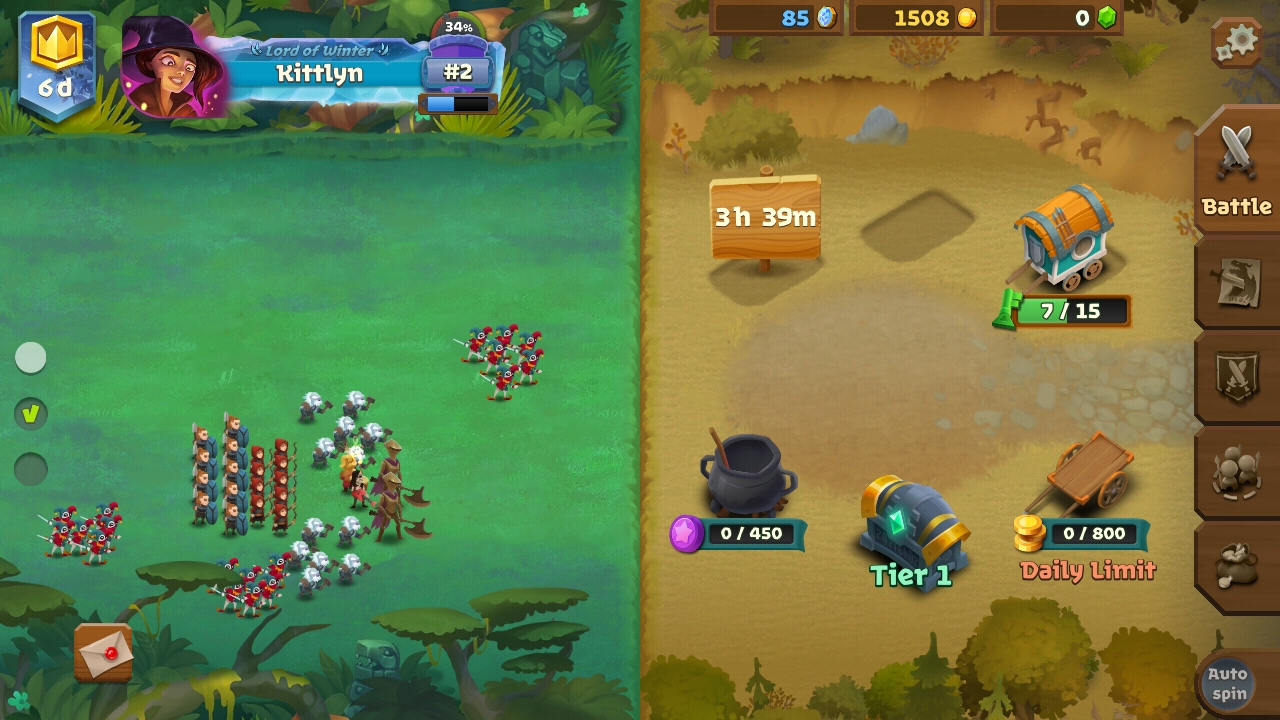 6d
Lord of Winter
Kittlyn
34%
#2
85
1508
0
3h 39m
7 / 15
0 / 450
Tier 1
0 / 800
Daily Limit
Battle
Auto
spin